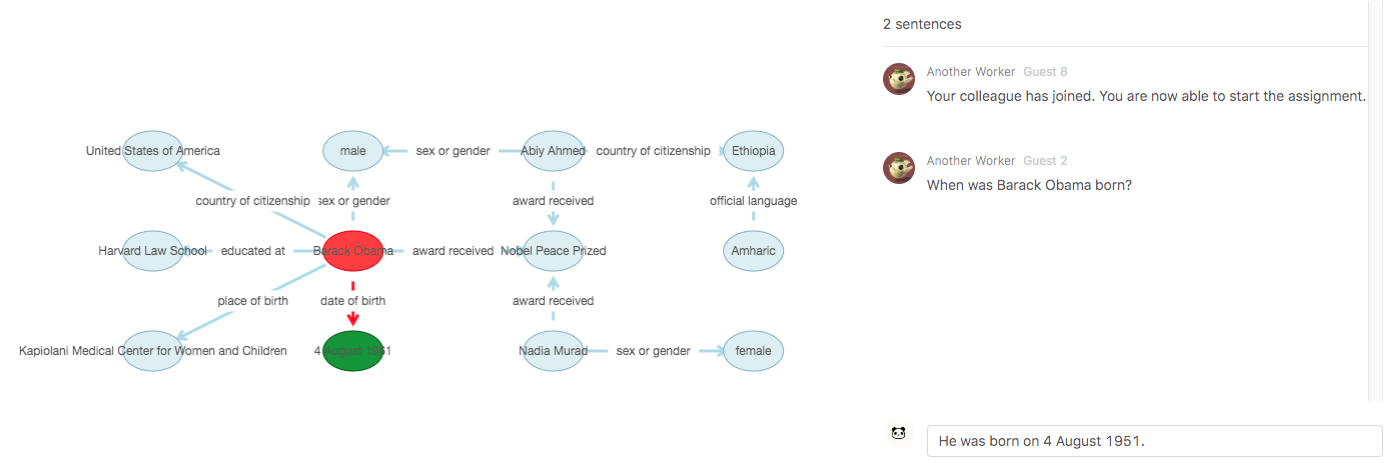 2 sentences
Another Worker Guest 8
Your colleague has joined. You are now able to start the assignment.
Another Worker Guest 2
When was Barack Obama born?
He was born on 4 August 1951.
United States of America
male
sex or gender
Abiy Ahmed
country of citizenship
Ethiopia
country of citizenship
sex or gender
award received
official language
Harvard Law School
educated at
Barack Obama
award received
Nobel Peace Prized
Amharic
place of birth
date of birth
award received
Kapiolani Medical Center for Women and Children
4 August 1951
Nadia Murad
sex or gender
female